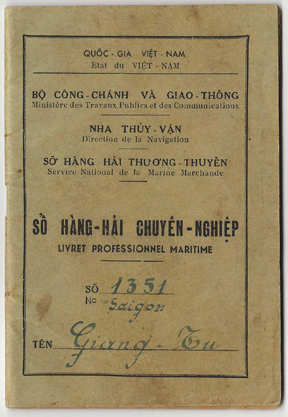 QUỐC-GIA VIỆT-NAM
Etat du VIÊT-NAM
BỘ CÔNG-CHÁNH VÀ GIAO-THÔNG
Ministère des Travaux Publics et des Communications
NHA THỦY-VẬN
Direction de la Navigation
SỞ HÀNG HẢI THƯƠNG-THUYỀN
Service National de la Marine Marchande
SỔ HÀNG-HẢI CHUYÊN-NGHIỆP
LIVRET PROFESSIONNEL MARITIME
SỐ 1351
No Saigon
TÊN Giang-Tu